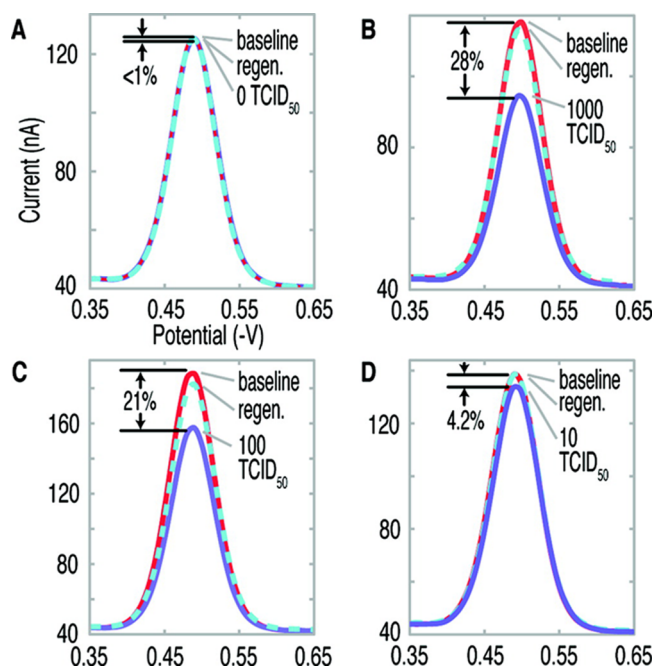 A
120
80
40
Current (nA)
<1%
baseline
regen.
0 TCID50
0.35 0.45 0.55 0.65
Potential (-V)
B
80
40
28%
baseline
regen.
1000
TCID50
0.35 0.45 0.55 0.65
C
160
120
80
40
21%
baseline
regen.
100
TCID50
0.35 0.45 0.55 0.65
D
120
80
40
4.2%
baseline
regen.
10
TCID50
0.35 0.45 0.55 0.65